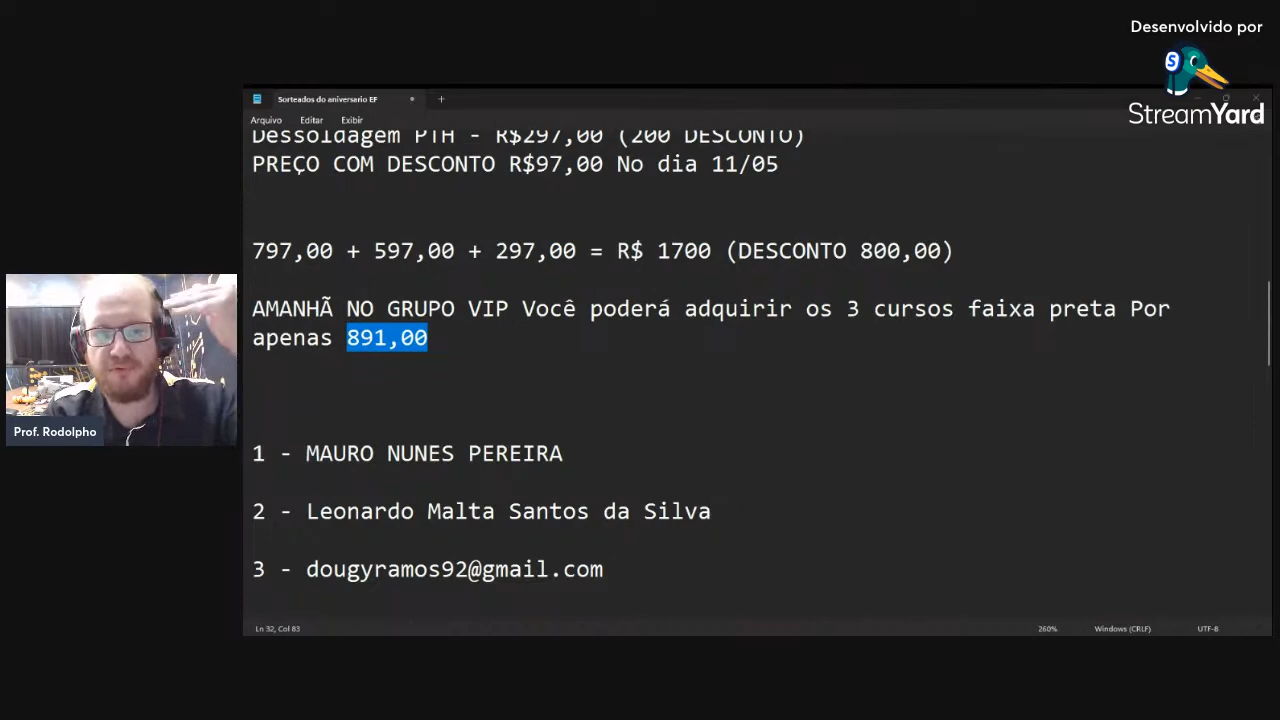 Desenvolvido por
StreamYard
Sorteados do aniversario EF
Arquivo Editar Exibir
Dessoldagem PTH - R$297,00 (200 DESCONTO)
PREÇO COM DESCONTO R$97,00 No dia 11/05
797,00 + 597,00 + 297,00 = R$ 1700 (DESCONTO 800,00)
AMANHÃ NO GRUPO VIP Você poderá adquirir os 3 cursos faixa preta Por
apenas 891,00
Prof. Rodolpho
1 - MAURO NUNES PEREIRA
2 - Leonardo Malta Santos da Silva
3 - dougyramos92@gmail.com
Ln 32, Col 83 260% Windows (CRLF) UTF-8